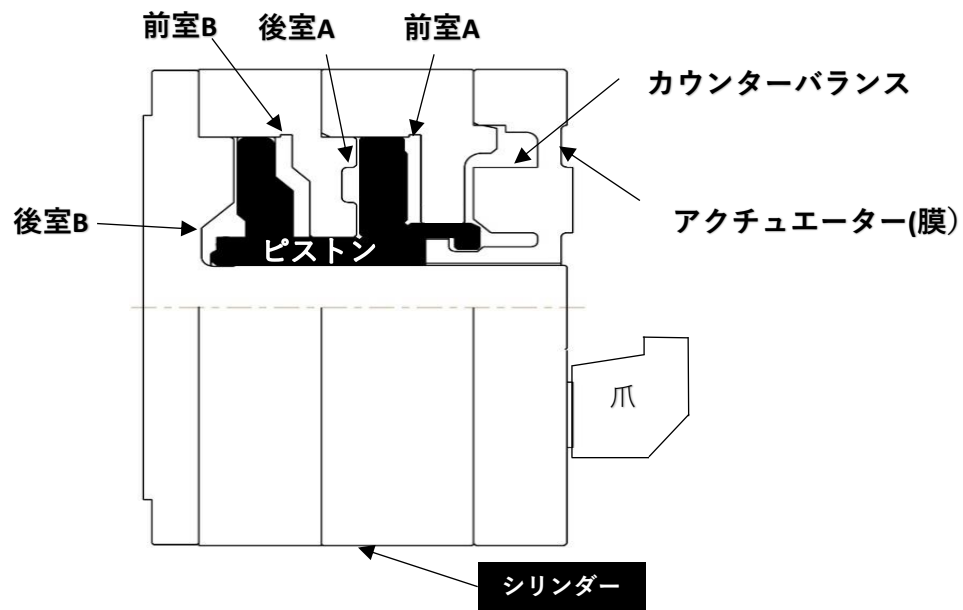 前室B
後室A
前室A
カウンターバランス
後室B
アクチュエーター(膜）
ピストン
爪
シリンダー